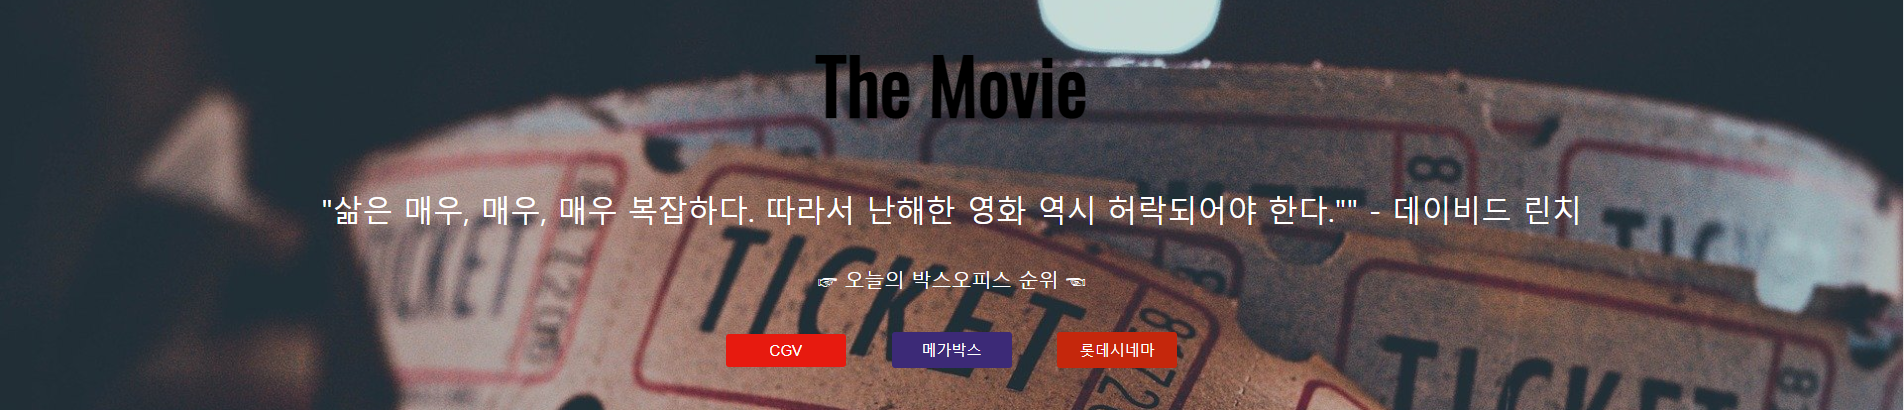 The Movie
"삶은 매우, 매우, 매우 복잡하다. 따라서 난해한 영화 역시 허락되어야 한다."" - 데이비드 린치
☞ 오늘의 박스오피스 순위 ☜
CGV 메가박스 롯데시네마
TICKET
TICKET
TICKET